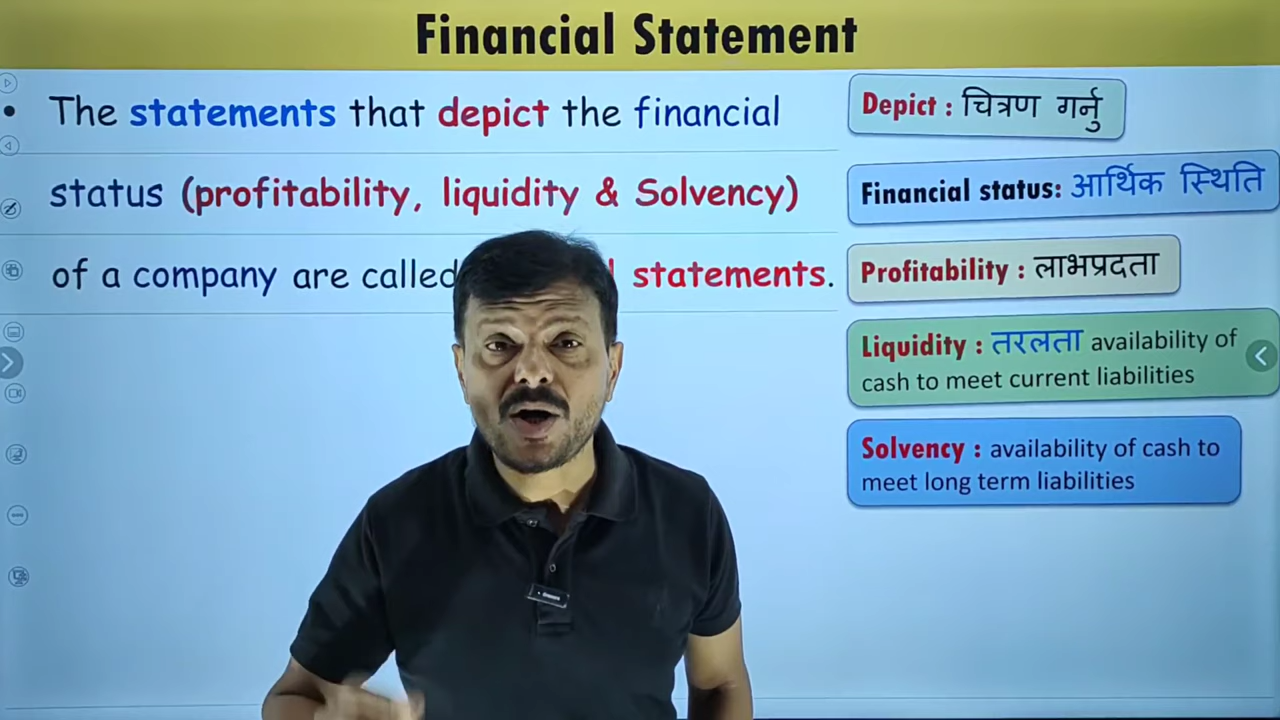 Financial Statement
The statements that depict the financial
status (profitability, liquidity & Solvency)
of a company are called statements.
Depict : चित्रण गर्नु
Financial status: आर्थिक स्थिति
Profitability : लाभप्रदता
Liquidity : तरलता availability of
cash to meet current liabilities
Solvency : availability of cash to
meet long term liabilities